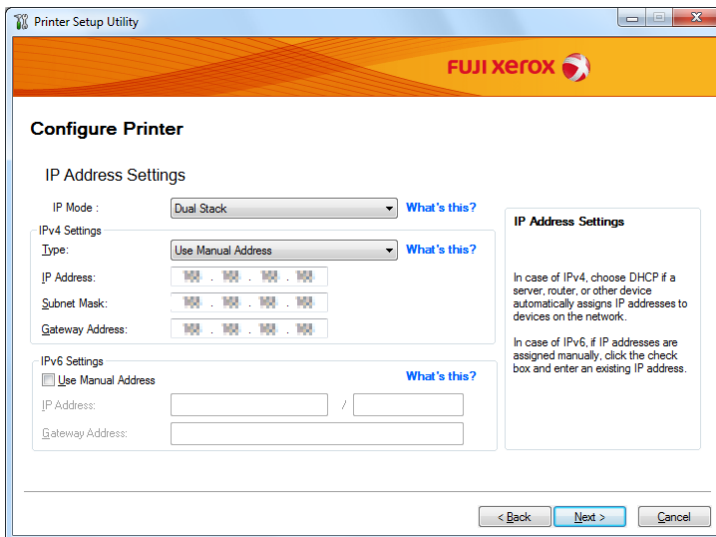 Printer Setup Utility
FUJI xerox
Configure Printer
IP Address Settings
IP Mode :
Dual Stack
What's this?
IPv4 Settings
Type:
Use Manual Address
What's this?
IP Address:
Subnet Mask:
Gateway Address:
IPv6 Settings
Use Manual Address
What's this?
IP Address:
/
Gateway Address:
IP Address Settings
In case of IPv4, choose DHCP if a
server, router, or other device
automatically assigns IP addresses to
devices on the network.
In case of IPv6, if IP addresses are
assigned manually, click the check
box and enter an existing IP address.
< Back
Next >
Cancel